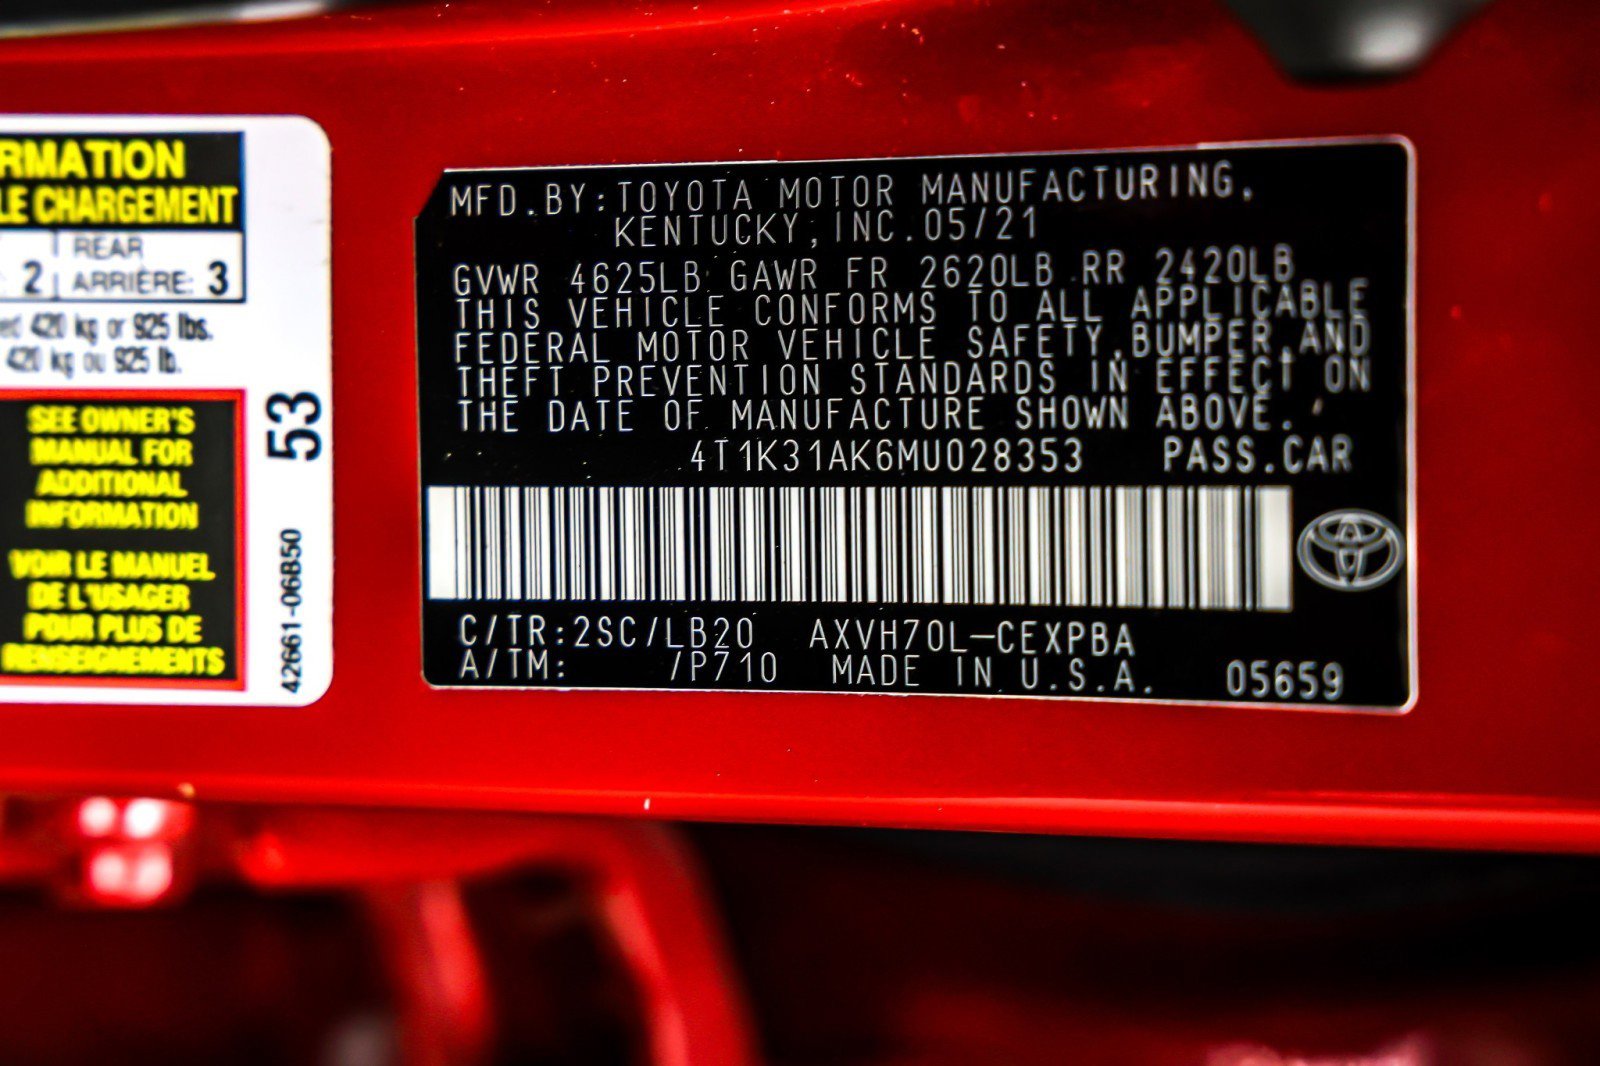 RMATION
LE CHARGEMENT
REAR
2 ARRIÈRE: 3
420 kg or 925 lbs.
420 kg ou 925 lb.
SEE OWNER'S
MANUAL FOR
ADDITIONAL
INFORMATION
VOIR LE MANUEL
DE L'USAGER
POUR PLUS DE
RENSEIGNEMENTS
53
42661-06B50
MFD.BY:TOYOTA MOTOR MANUFACTURING,
KENTUCKY,INC.05/21
GVWR 4625LB GAWR FR 2620LB RR 2420LB
THIS VEHICLE CONFORMS TO ALL APPLICABLE
FEDERAL MOTOR VEHICLE SAFETY,BUMPER,AND
THEFT PREVENTION STANDARDS IN EFFECT ON
THE DATE OF MANUFACTURE SHOWN ABOVE.
4T1K31AK6MU028353 PASS.CAR
C/TR:2SC/LB20 AXVH70L-CEXPBA
A/TM: /P710 MADE IN U.S.A. 05659